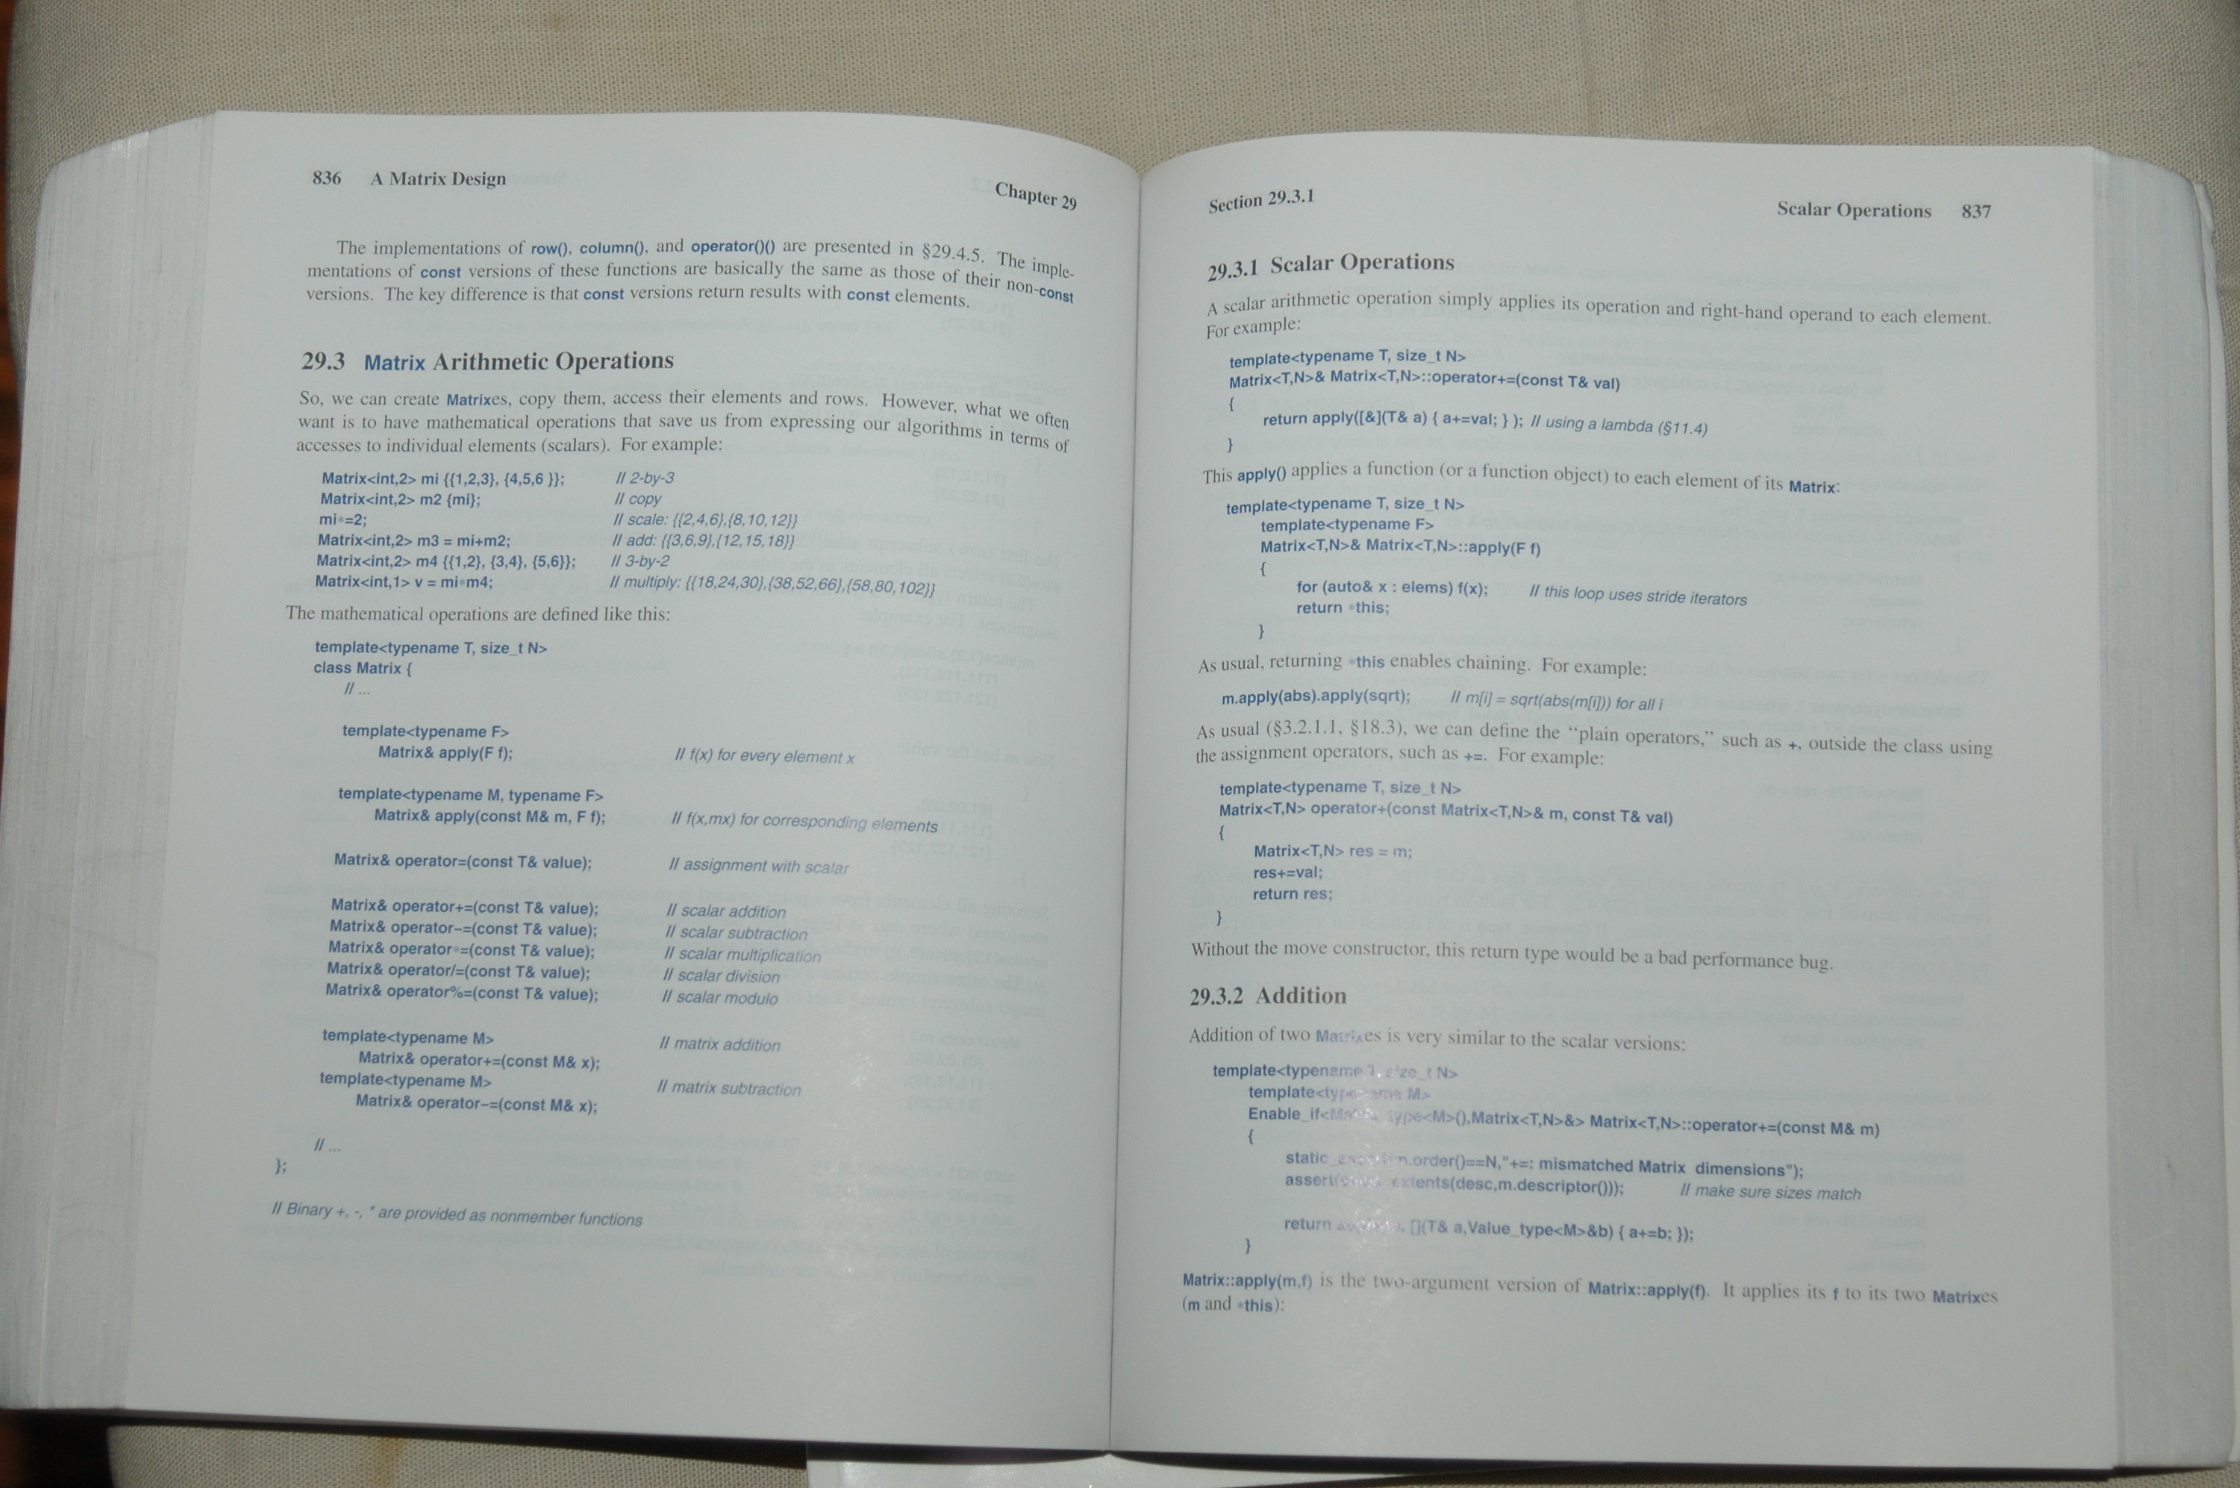 836 A Matrix Design Chapter 29
The implementations of row(), column(), and operator()() are presented in §29.4.5. The imple-
mentations of const versions of these functions are basically the same as those of their non-const
versions. The key difference is that const versions return results with const elements.
29.3 Matrix Arithmetic Operations
So, we can create Matrixes, copy them, access their elements and rows. However, what we often
want is to have mathematical operations that save us from expressing our algorithms in terms of
accesses to individual elements (scalars). For example:
Matrix<int,2> mi {{1,2,3}, {4,5,6 }}; // 2-by-3
Matrix<int,2> m2 {mi}; // copy
mi*=2; // scale: {{2,4,6},{8,10,12}}
Matrix<int,2> m3 = mi+m2; // add: {{3,6,9},{12,15,18}}
Matrix<int,2> m4 {{1,2}, {3,4}, {5,6}}; // 3-by-2
Matrix<int,1> v = mi*m4; // multiply: {{18,24,30},{38,52,66},{58,80,102}}
The mathematical operations are defined like this:
template<typename T, size_t N>
class Matrix {
// ...
template<typename F>
Matrix& apply(F f); // f(x) for every element x
template<typename M, typename F>
Matrix& apply(const M& m, F f); // f(x,mx) for corresponding elements
Matrix& operator=(const T& value); // assignment with scalar
Matrix& operator+=(const T& value); // scalar addition
Matrix& operator-=(const T& value); // scalar subtraction
Matrix& operator*=(const T& value); // scalar multiplication
Matrix& operator/=(const T& value); // scalar division
Matrix& operator%=(const T& value); // scalar modulo
template<typename M> // matrix addition
Matrix& operator+=(const M& x);
template<typename M> // matrix subtraction
Matrix& operator-=(const M& x);
// ...
};
// Binary +, -, * are provided as nonmember functions
Section 29.3.1 Scalar Operations 837
29.3.1 Scalar Operations
A scalar arithmetic operation simply applies its operation and right-hand operand to each element.
For example:
template<typename T, size_t N>
Matrix<T,N>& Matrix<T,N>::operator+=(const T& val)
{
return apply([&](T& a) { a+=val; } ); // using a lambda (§11.4)
}
This apply() applies a function (or a function object) to each element of its Matrix:
template<typename T, size_t N>
template<typename F>
Matrix<T,N>& Matrix<T,N>::apply(F f)
{
for (auto& x : elems) f(x); // this loop uses stride iterators
return *this;
}
As usual, returning *this enables chaining. For example:
m.apply(abs).apply(sqrt); // m[i] = sqrt(abs(m[i])) for all i
As usual (§3.2.1.1, §18.3), we can define the “plain operators,” such as +, outside the class using
the assignment operators, such as +=. For example:
template<typename T, size_t N>
Matrix<T,N> operator+(const Matrix<T,N>& m, const T& val)
{
Matrix<T,N> res = m;
res+=val;
return res;
}
Without the move constructor, this return type would be a bad performance bug.
29.3.2 Addition
Addition of two Matrixes is very similar to the scalar versions:
template<typename T, size_t N>
template<typename M>
Enable_if<Matrix_type<M>(),Matrix<T,N>&> Matrix<T,N>::operator+=(const M& m)
{
static_assert(m.order()==N,"+=: mismatched Matrix dimensions");
extents(desc,m.descriptor())); // make sure sizes match
return [](T& a,Value_type<M>&b) { a+=b; });
}
Matrix::apply(m,f) is the two-argument version of Matrix::apply(f). It applies its f to its two Matrixes
(m and *this):